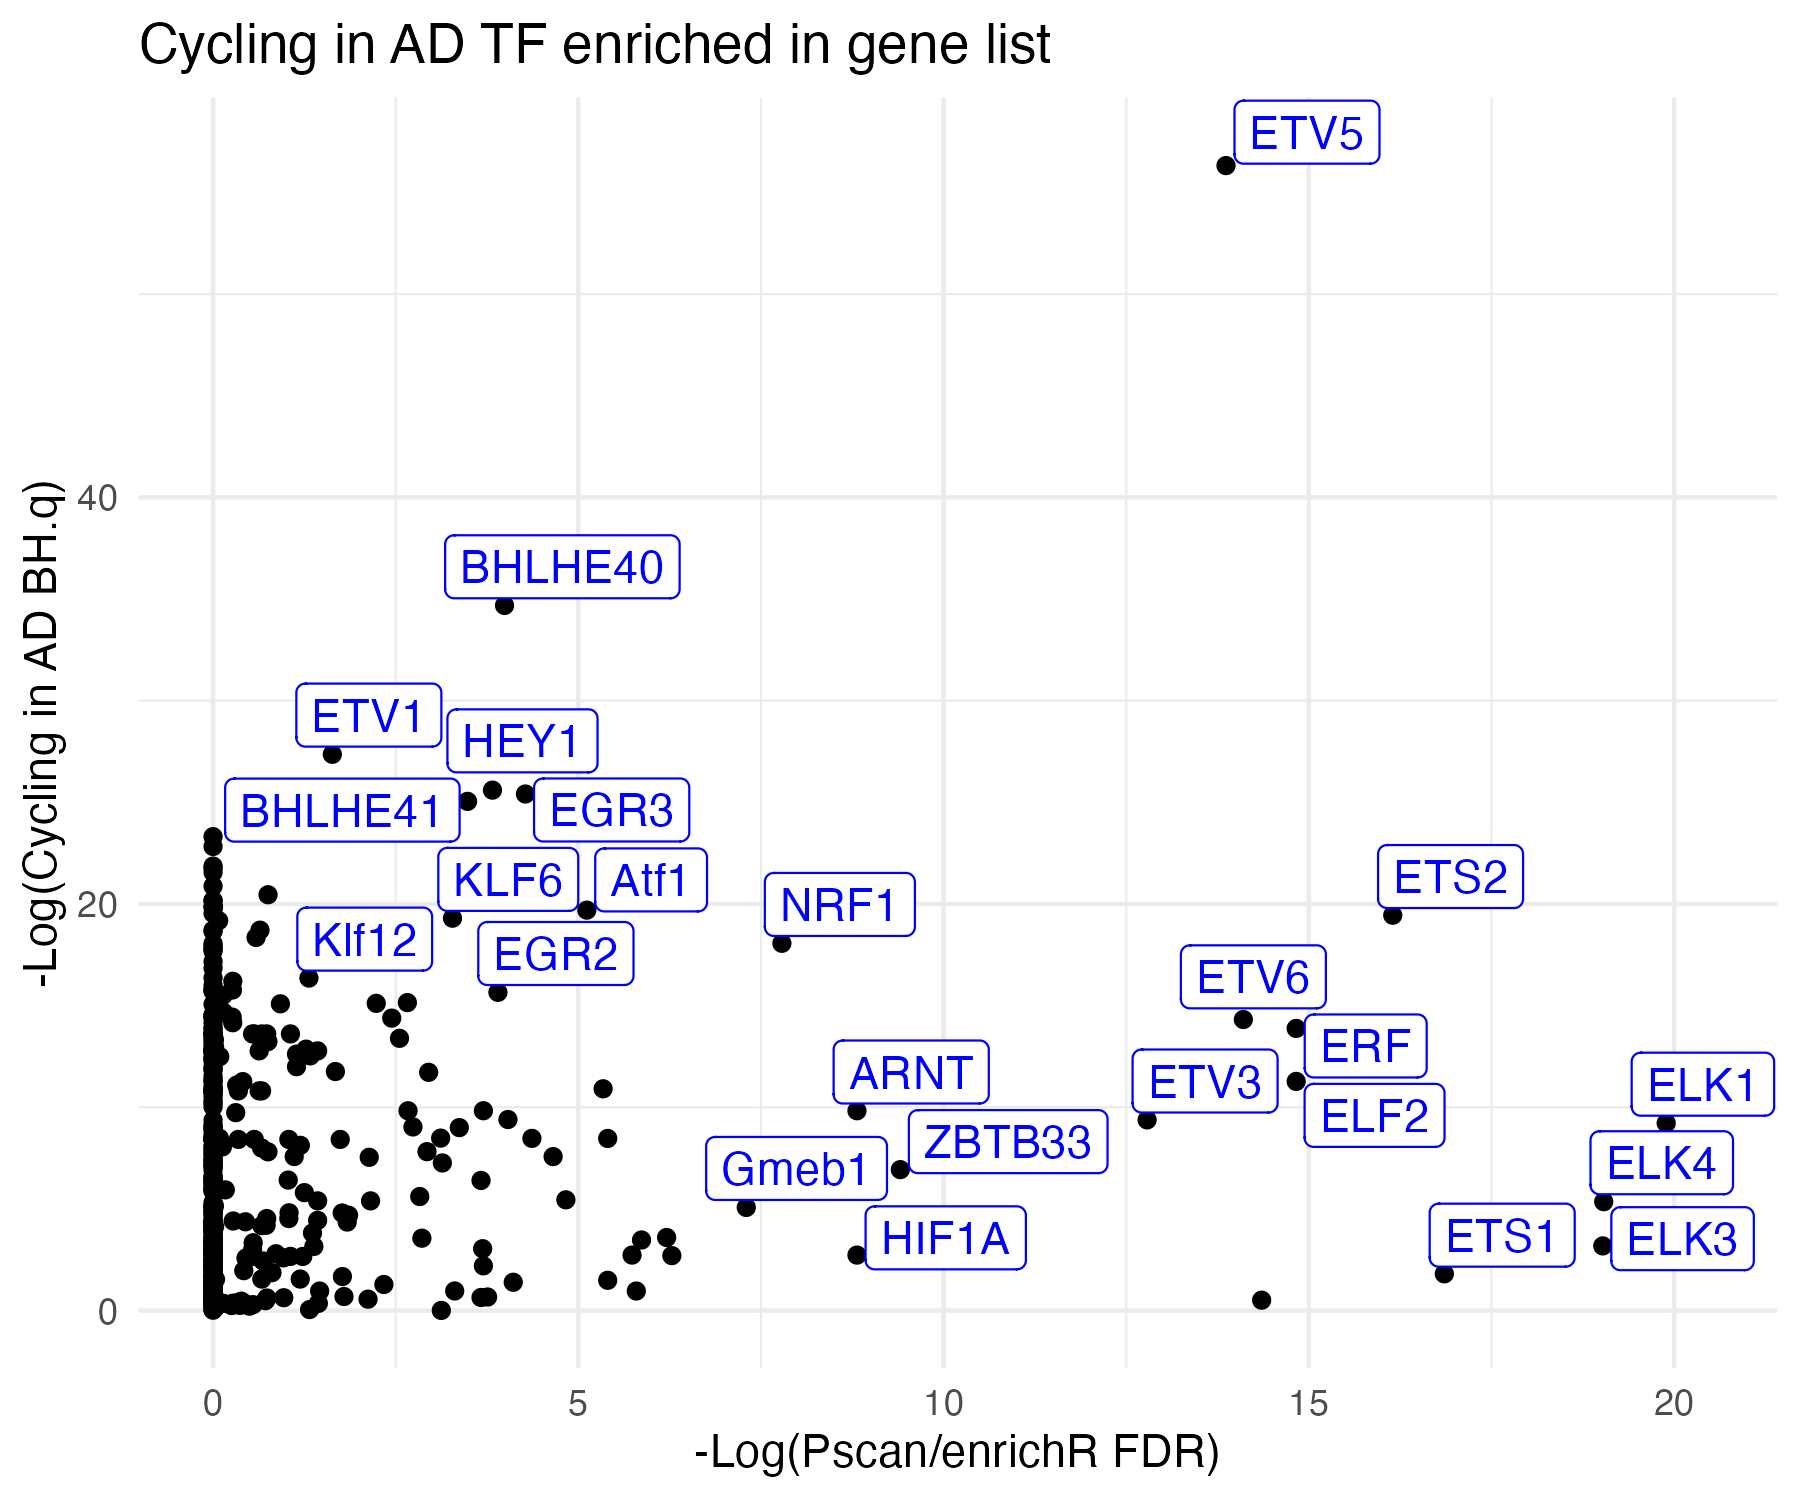 Cycling in AD TF enriched in gene list
ETV5
-Log(Cycling in AD BH.q)
40
BHLHE40
ETV1
HEY1
BHLHE41
EGR3
KLF6
Atf1
ETS2
20
NRF1
Klf12
EGR2
ETV6
ERF
ARNT
ETV3
ELK1
ELF2
ZBTB33
ELK4
Gmeb1
HIF1A
ETS1
ELK3
0
0
5
10
15
20
-Log(Pscan/enrichR FDR)